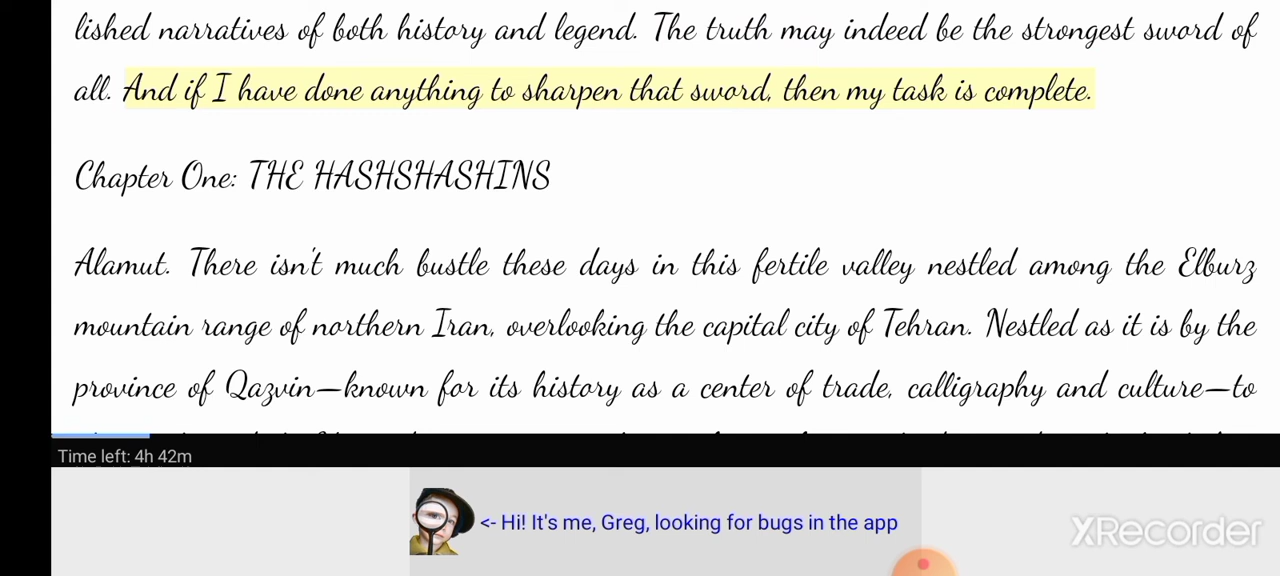 lished narratives of both history and legend. The truth may indeed be the strongest sword of
all. And if I have done anything to sharpen that sword, then my task is complete.
Chapter One: THE HASHSHASHINS
Alamut. There isn't much bustle these days in this fertile valley nestled among the Elburz
mountain range of northern Iran, overlooking the capital city of Tehran. Nestled as it is by the
province of Qazvin—known for its history as a center of trade, calligraphy and culture—to
Time left: 4h 42m
<- Hi! It's me, Greg, looking for bugs in the app
XRecorder